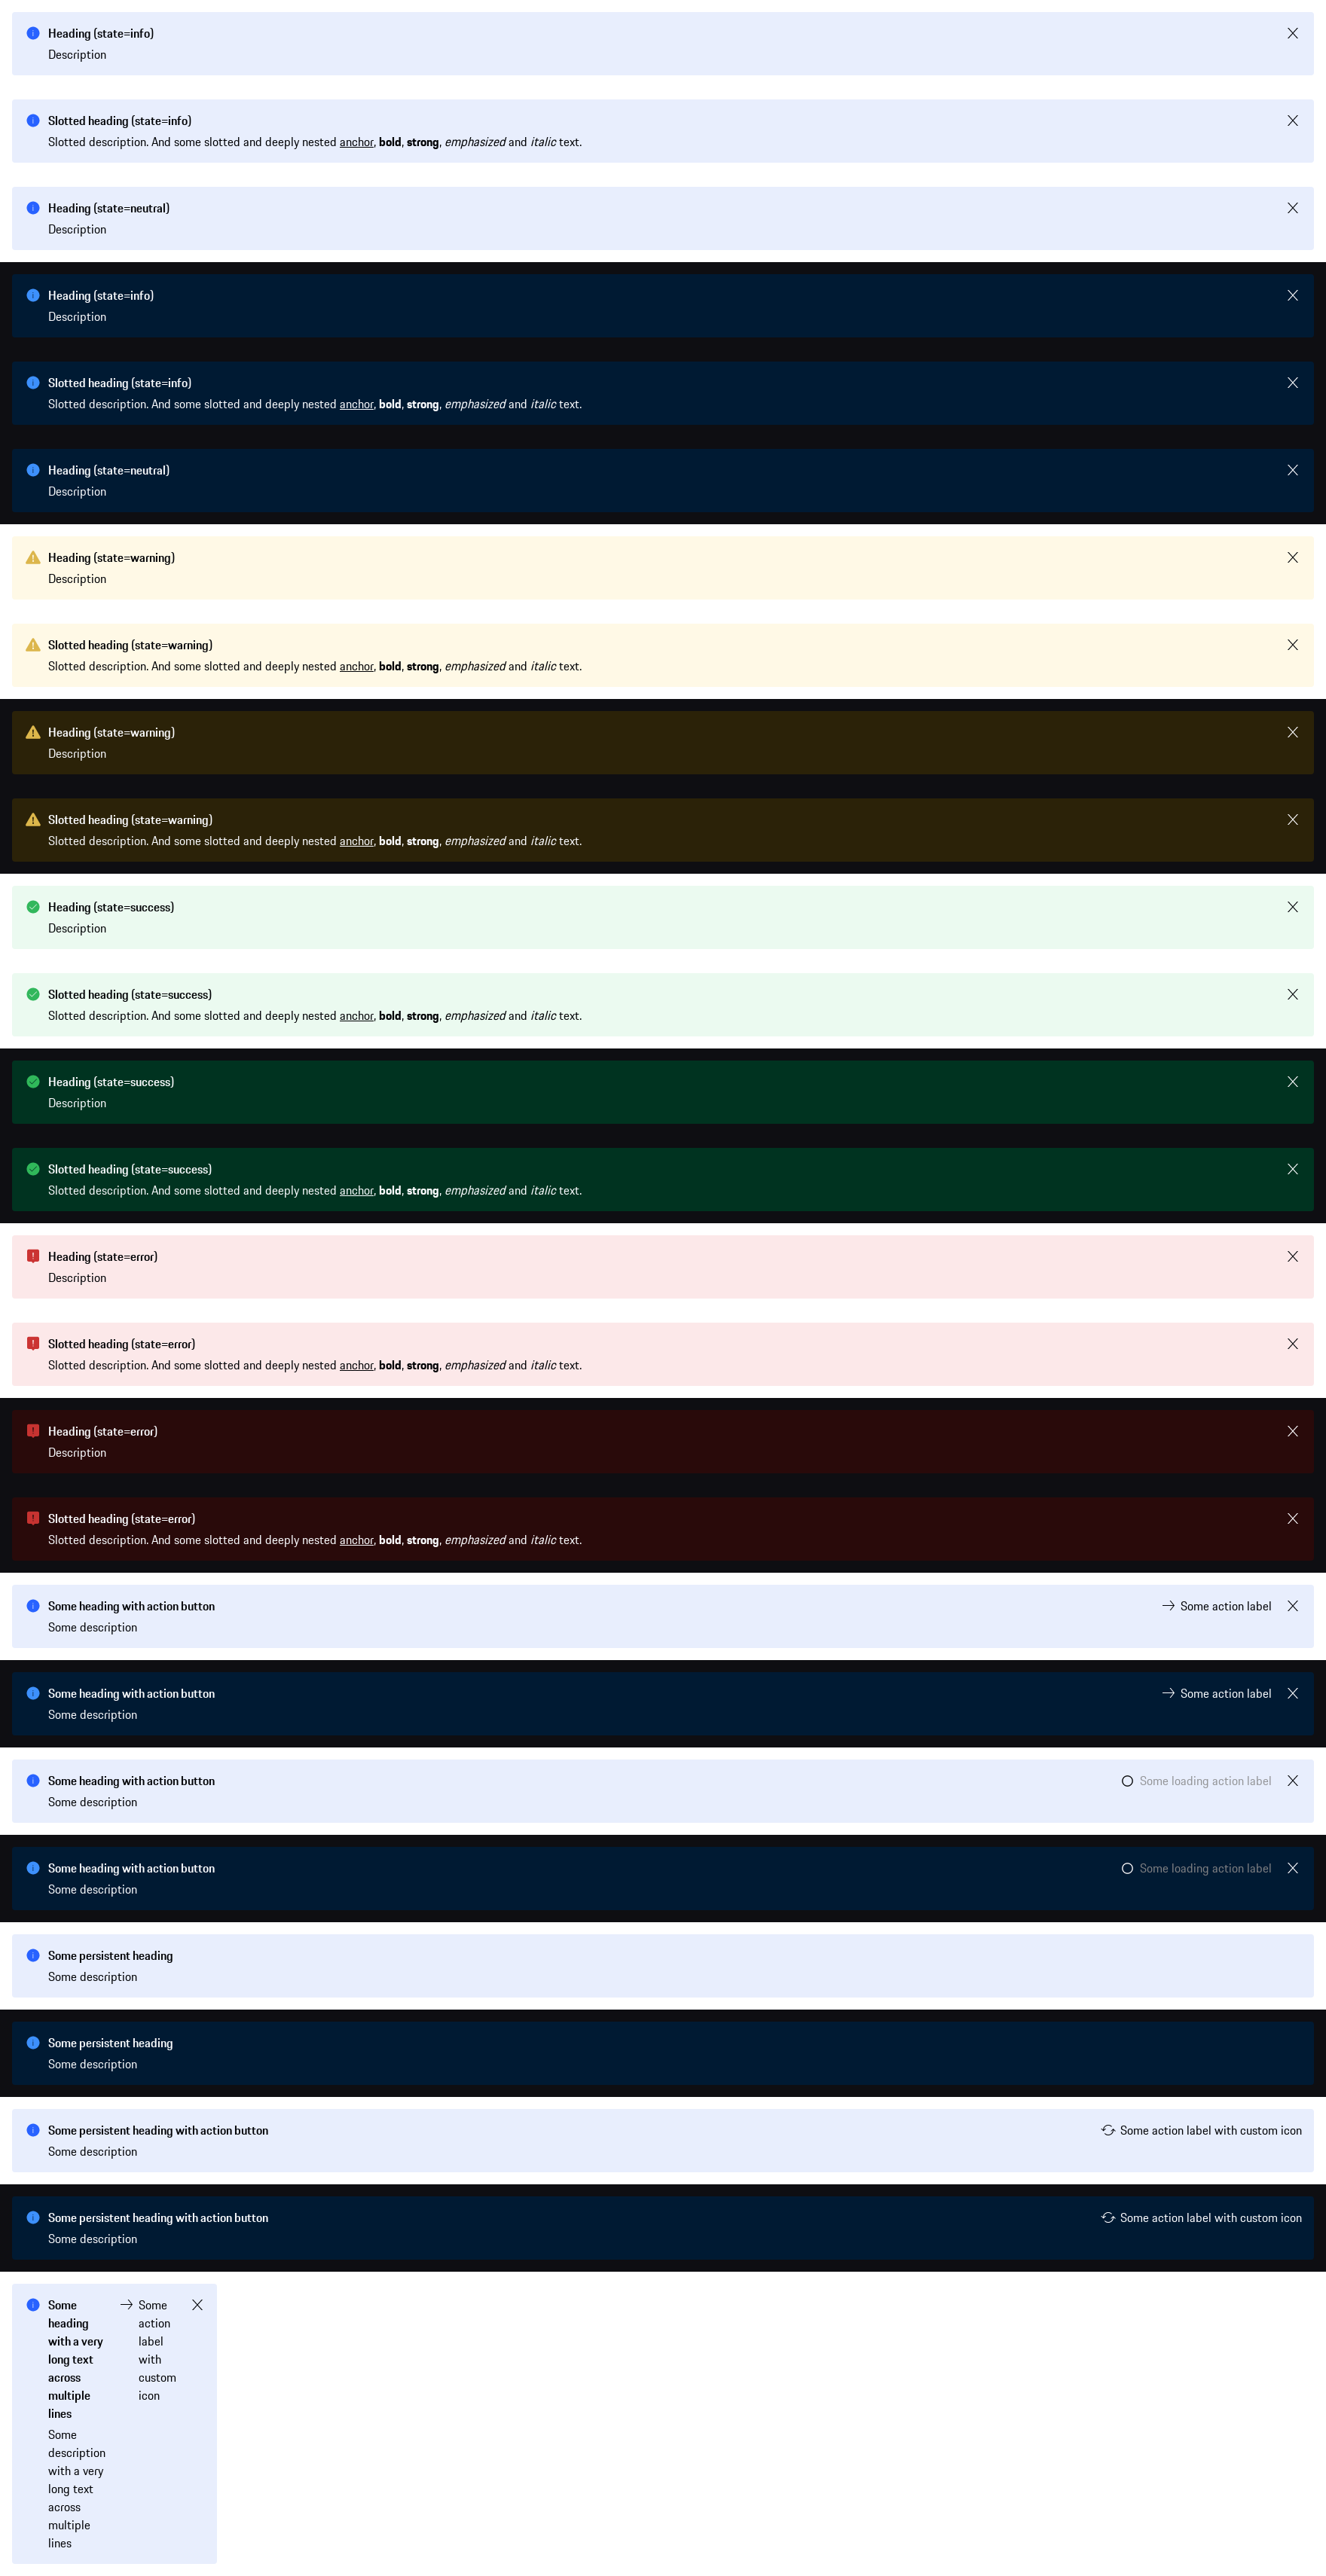 Heading (state=info)
Description
Slotted heading (state=info)
Slotted description. And some slotted and deeply nested anchor, bold, strong, emphasized and italic text.
Heading (state=neutral)
Description
Heading (state=info)
Description
Slotted heading (state=info)
Slotted description. And some slotted and deeply nested anchor, bold, strong, emphasized and italic text.
Heading (state=neutral)
Description
Heading (state=warning)
Description
Slotted heading (state=warning)
Slotted description. And some slotted and deeply nested anchor, bold, strong, emphasized and italic text.
Heading (state=warning)
Description
Slotted heading (state=warning)
Slotted description. And some slotted and deeply nested anchor, bold, strong, emphasized and italic text.
Heading (state=success)
Description
Slotted heading (state=success)
Slotted description. And some slotted and deeply nested anchor, bold, strong, emphasized and italic text.
Heading (state=success)
Description
Slotted heading (state=success)
Slotted description. And some slotted and deeply nested anchor, bold, strong, emphasized and italic text.
Heading (state=error)
Description
Slotted heading (state=error)
Slotted description. And some slotted and deeply nested anchor, bold, strong, emphasized and italic text.
Heading (state=error)
Description
Slotted heading (state=error)
Slotted description. And some slotted and deeply nested anchor, bold, strong, emphasized and italic text.
Some heading with action button
Some action label
Some description
Some heading with action button
Some action label
Some description
Some heading with action button
Some loading action label
Some description
Some heading with action button
Some loading action label
Some description
Some persistent heading
Some description
Some persistent heading
Some description
Some persistent heading with action button
Some action label with custom icon
Some description
Some persistent heading with action button
Some action label with custom icon
Some description
Some
heading
with a very
long text
across
multiple
lines
Some
description
with a very
long text
across
multiple
lines
Some
action
label
with
custom
icon